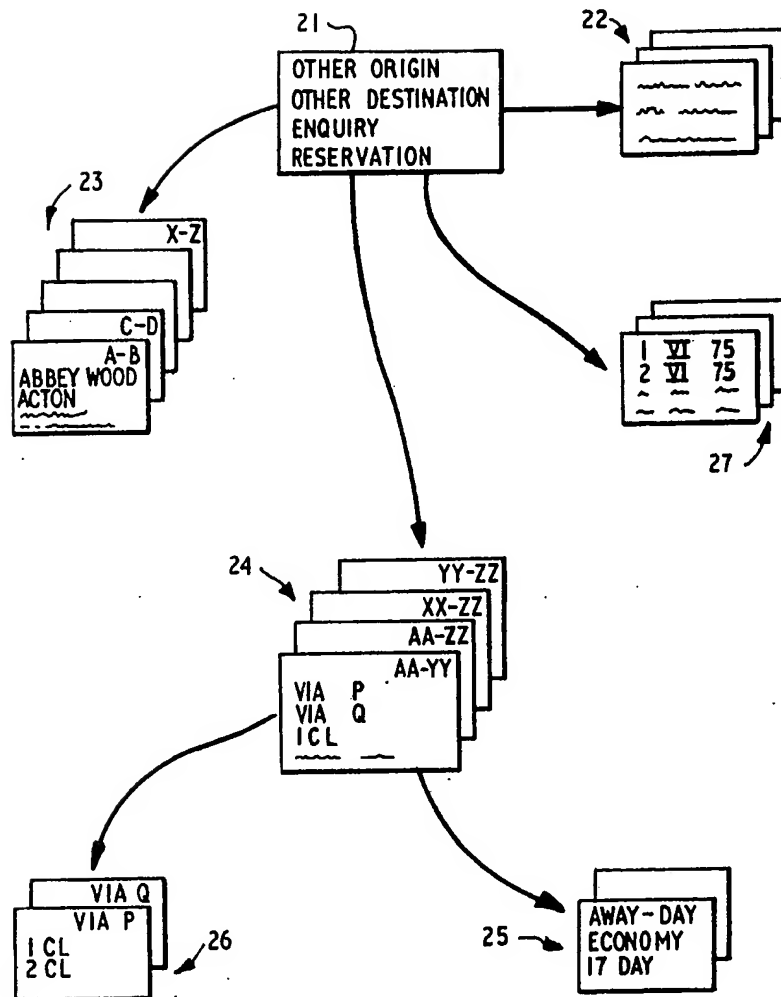 21
OTHER ORIGIN
OTHER DESTINATION
ENQUIRY
RESERVATION
22
23
X-Z
C-D
A-B
ABBEY WOOD
ACTON
1 VI 75
2 VI 75
27
24
YY-ZZ
XX-ZZ
AA-ZZ
AA-YY
VIA P
VIA Q
1CL
VIA Q
VIA P
1 CL
2 CL
26
25
AWAY-DAY
ECONOMY
17 DAY